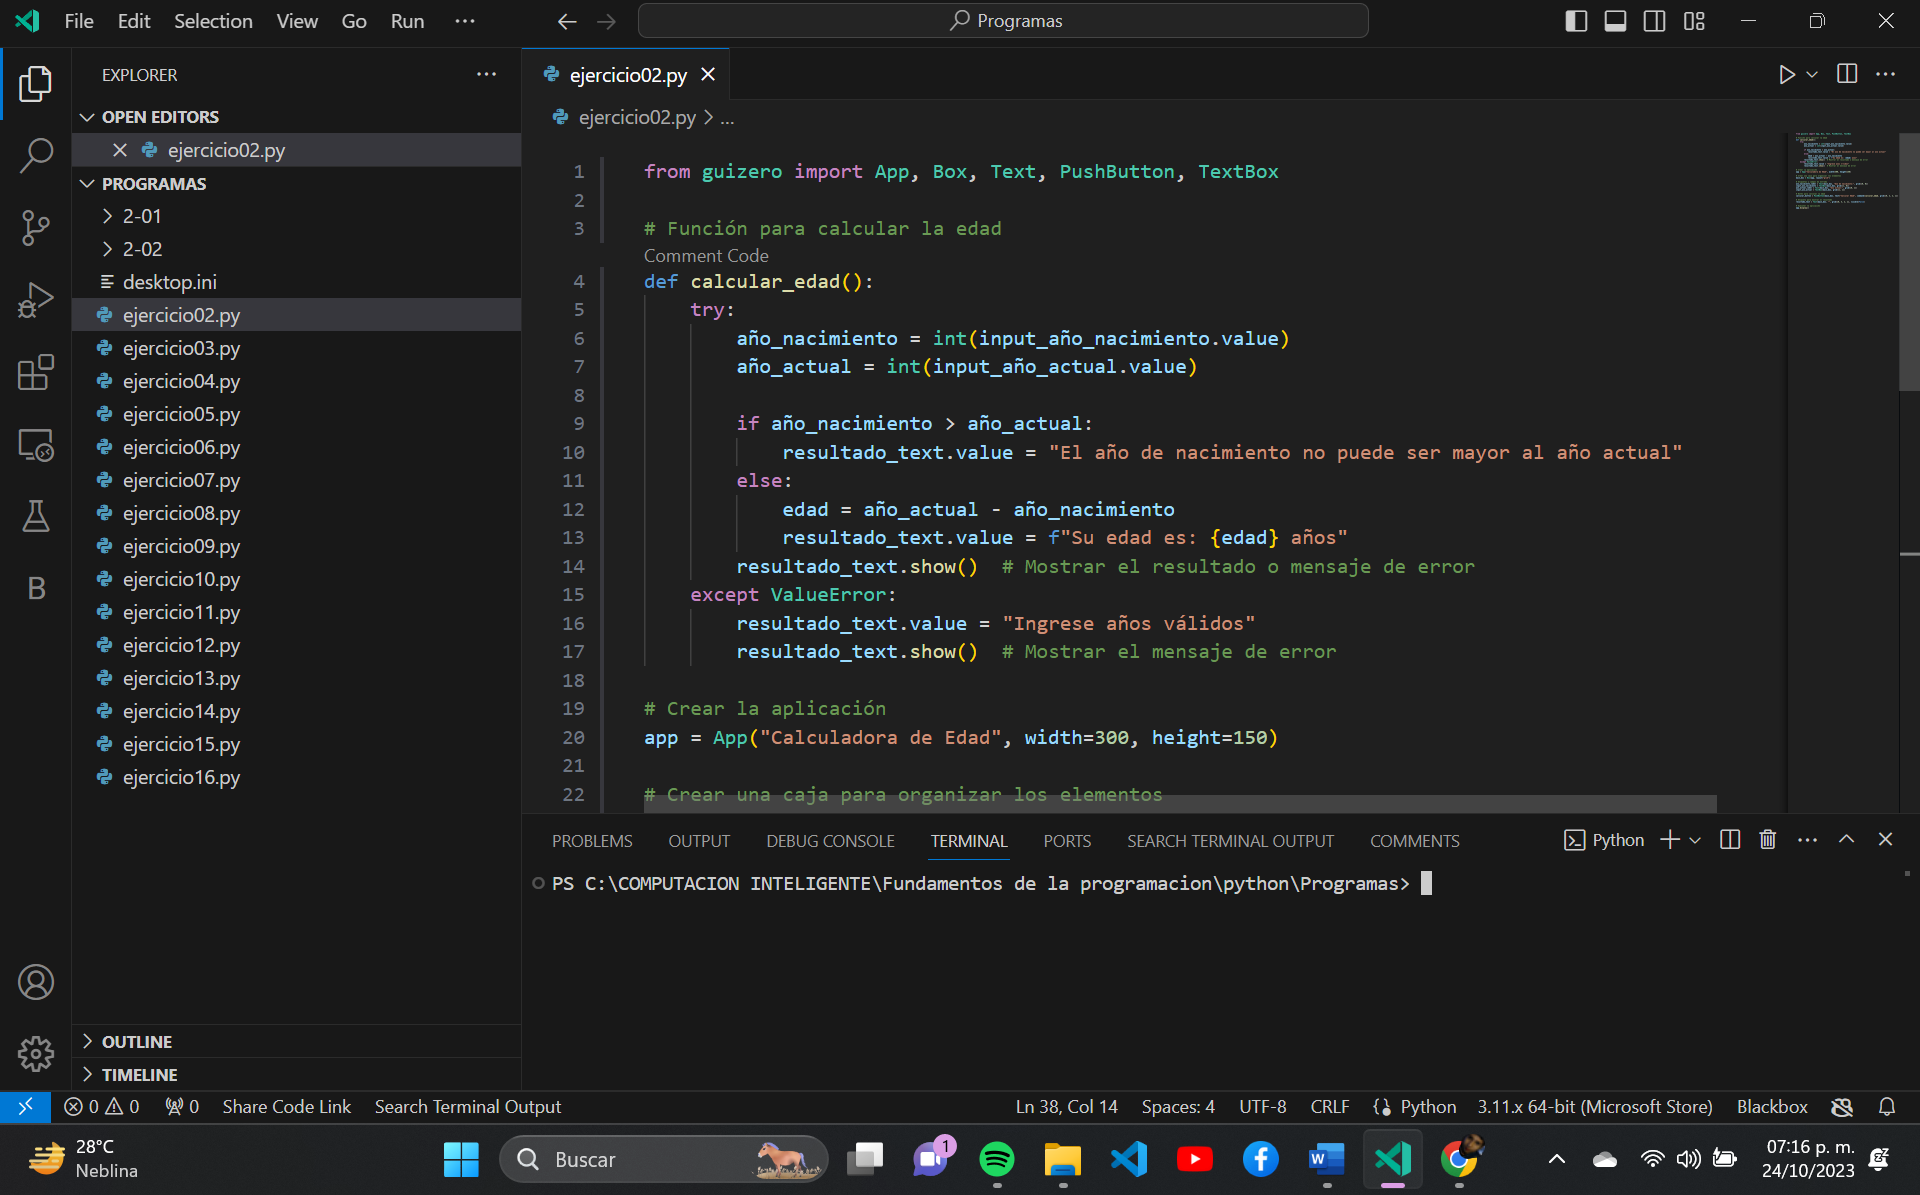 File Edit Selection View Go Run ···
Programas
EXPLORER
OPEN EDITORS
ejercicio02.py
PROGRAMAS
2-01
2-02
desktop.ini
ejercicio02.py
ejercicio03.py
ejercicio04.py
ejercicio05.py
ejercicio06.py
ejercicio07.py
ejercicio08.py
ejercicio09.py
ejercicio10.py
ejercicio11.py
ejercicio12.py
ejercicio13.py
ejercicio14.py
ejercicio15.py
ejercicio16.py
OUTLINE
TIMELINE
B
ejercicio02.py
ejercicio02.py > ...
1 from guizero import App, Box, Text, PushButton, TextBox
2
3 # Función para calcular la edad
Comment Code
4 def calcular_edad():
5 try:
6 año_nacimiento = int(input_año_nacimiento.value)
7 año_actual = int(input_año_actual.value)
8
9 if año_nacimiento > año_actual:
10 resultado_text.value = "El año de nacimiento no puede ser mayor al año actual"
11 else:
12 edad = año_actual - año_nacimiento
13 resultado_text.value = f"Su edad es: {edad} años"
14 resultado_text.show() # Mostrar el resultado o mensaje de error
15 except ValueError:
16 resultado_text.value = "Ingrese años válidos"
17 resultado_text.show() # Mostrar el mensaje de error
18
19 # Crear la aplicación
20 app = App("Calculadora de Edad", width=300, height=150)
21
22 # Crear una caja para organizar los elementos
PROBLEMS OUTPUT DEBUG CONSOLE TERMINAL PORTS SEARCH TERMINAL OUTPUT COMMENTS Python
PS C:\COMPUTACION INTELIGENTE\Fundamentos de la programacion\python\Programas>
0 0 0 Share Code Link Search Terminal Output Ln 38, Col 14 Spaces: 4 UTF-8 CRLF Python 3.11.x 64-bit (Microsoft Store) Blackbox
28°C
Neblina
Buscar
1
07:16 p. m.
24/10/2023